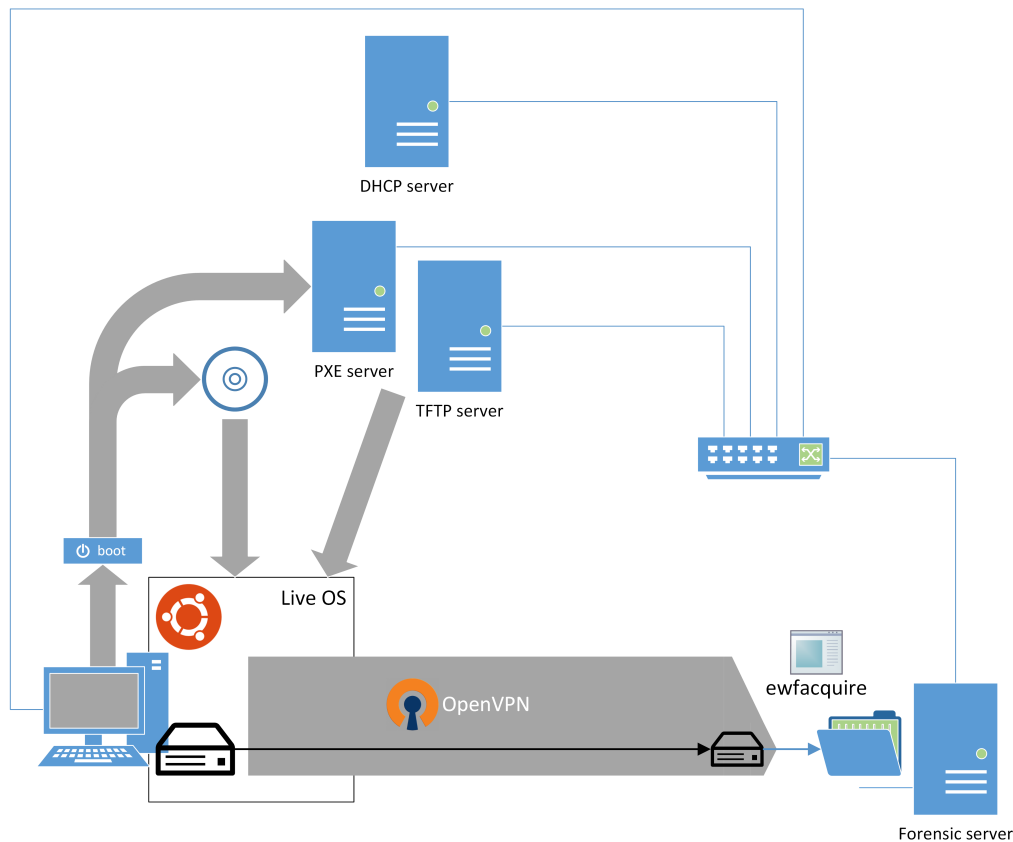 DHCP server
PXE server
TFTP server
boot
Live OS
OpenVPN
ewfacquire
Forensic server